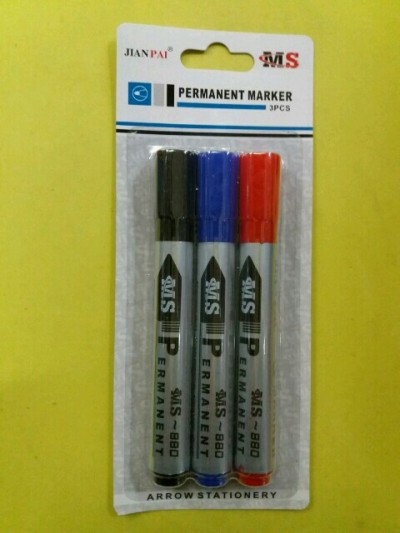 JIANPAI®
MS
PERMANENT MARKER
3PCS
MS
PERMANENT
MS~880
MS
PERMANENT
MS~880
MS
PERMANENT
MS~880
ARROW STATIONERY